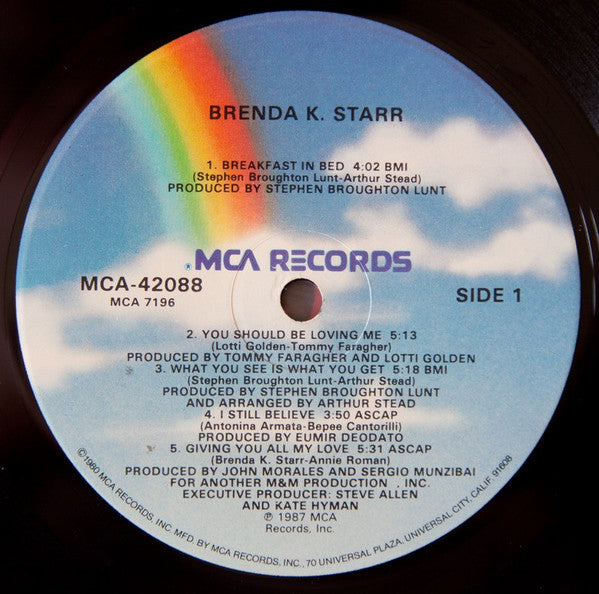 BRENDA K. STARR
1. BREAKFAST IN BED 4:02 BMI
(Stephen Broughton Lunt-Arthur Stead)
PRODUCED BY STEPHEN BROUGHTON LUNT
MCA RECORDS
MCA-42088
MCA 7196
SIDE 1
2. YOU SHOULD BE LOVING ME 5:13
(Lotti Golden-Tommy Faragher)
PRODUCED BY TOMMY FARAGHER AND LOTTI GOLDEN
3. WHAT YOU SEE IS WHAT YOU GET 5:18 BMI
(Stephen Broughton Lunt-Arthur Stead)
PRODUCED BY STEPHEN BROUGHTON LUNT
AND ARRANGED BY ARTHUR STEAD
4. I STILL BELIEVE 3:50 ASCAP
(Antonina Armata-Bepee Cantorilli)
PRODUCED BY EUMIR DEODATO
5. GIVING YOU ALL MY LOVE 5:31 ASCAP
(Brenda K. Starr-Annie Roman)
PRODUCED BY JOHN MORALES AND SERGIO MUNZIBAI
FOR ANOTHER M&M PRODUCTION , INC.
EXECUTIVE PRODUCER: STEVE ALLEN
AND KATE HYMAN
℗ 1987 MCA
Records, Inc.
©1980 MCA RECORDS, INC. MFD. BY MCA RECORDS, INC., 70 UNIVERSAL PLAZA, UNIVERSAL CITY, CALIF. 91608